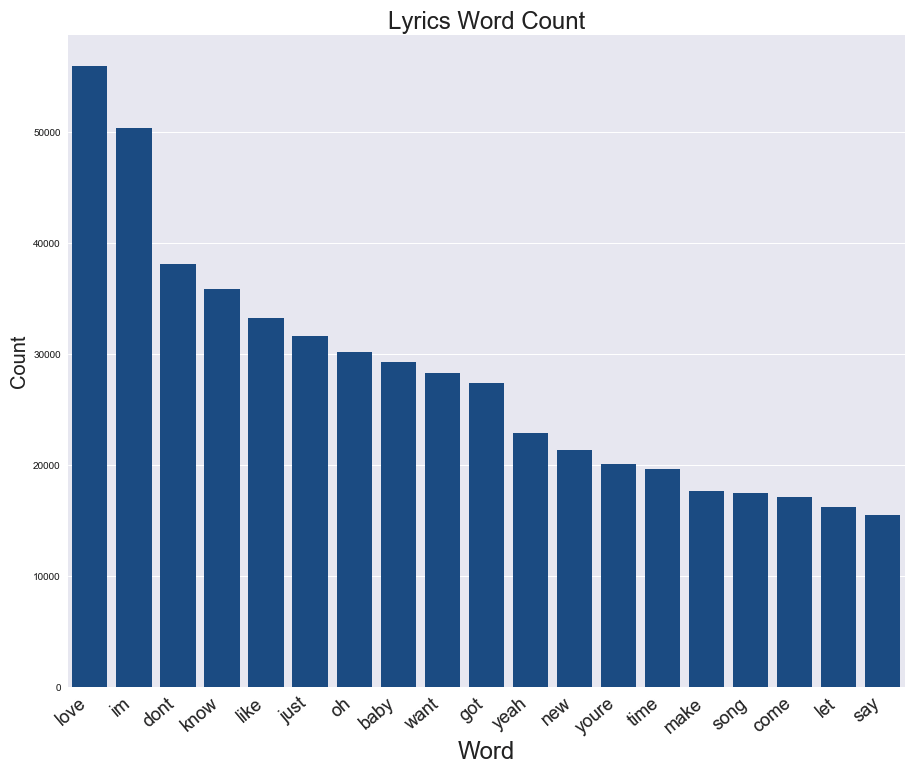 Lyrics Word Count
50000
40000
30000
20000
10000
0
Count
love im dont know like just oh baby want got yeah new youre time make song come let say
Word